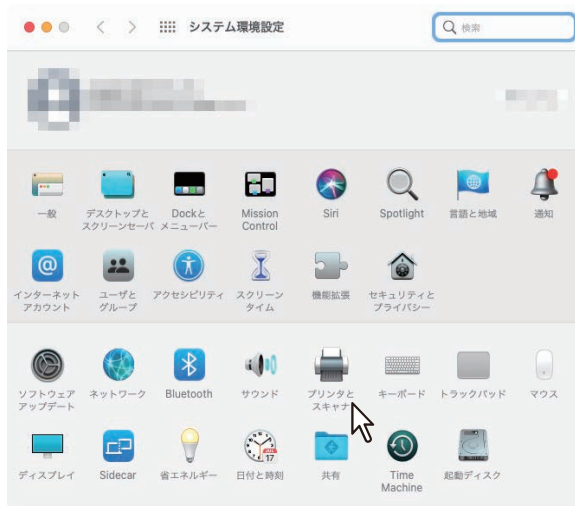 システム環境設定
検索
一般
デスクトップと
スクリーンセーバ
Dockと
メニューバー
Mission
Control
Siri
Spotlight
言語と地域
通知
インターネット
アカウント
ユーザと
グループ
アクセシビリティ
スクリーン
タイム
機能拡張
セキュリティと
プライバシー
ソフトウェア
アップデート
ネットワーク
Bluetooth
サウンド
プリンタと
スキャナ
キーボード
トラックパッド
マウス
ディスプレイ
Sidecar
省エネルギー
17
日付と時刻
共有
Time
Machine
起動ディスク